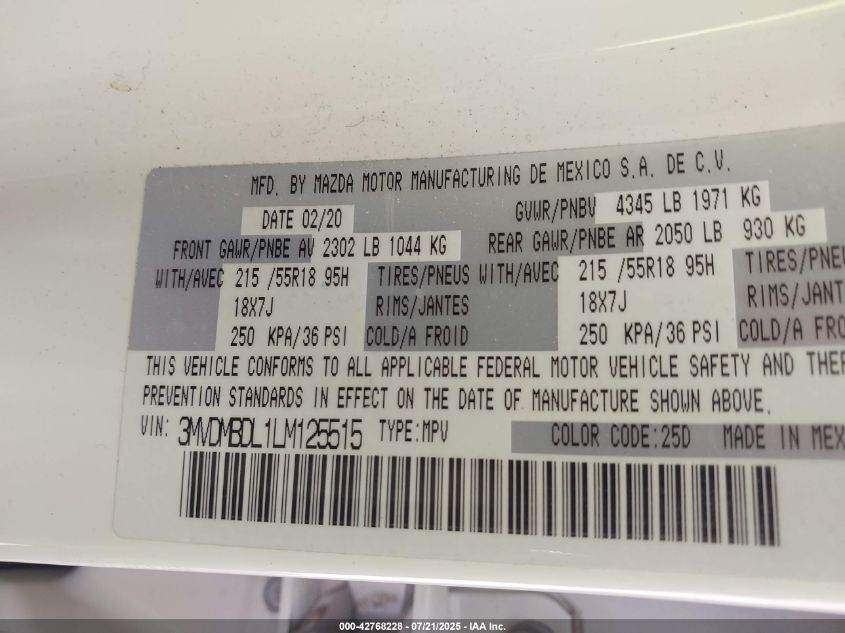 MFD. BY MAZDA MOTOR MANUFACTURING DE MEXICO S.A. DE C.V.
DATE 02/20 GVWR/PNBV 4345 LB 1971 KG
FRONT GAWR/PNBE AV 2302 LB 1044 KG REAR GAWR/PNBE AR 2050 LB 930 KG
WITH/AVEC 215 /55R18 95H TIRES/PNEUS WITH/AVEC 215 /55R18 95H TIRES/PNEU
18X7J RIMS/JANTES 18X7J RIMS/JANT
250 KPA/36 PSI COLD/A FROID 250 KPA/36 PSI COLD/A FRO
THIS VEHICLE CONFORMS TO ALL APPLICABLE FEDERAL MOTOR VEHICLE SAFETY AND THEF
PREVENTION STANDARDS IN EFFECT ON THE DATE OF MANUFACTURE SHOWN ABOVE.
VIN: 3MVDMBDL1LM125515 TYPE:MPV COLOR CODE:25D MADE IN MEX
000-42768228 - 07/21/2025 - IAA Inc.